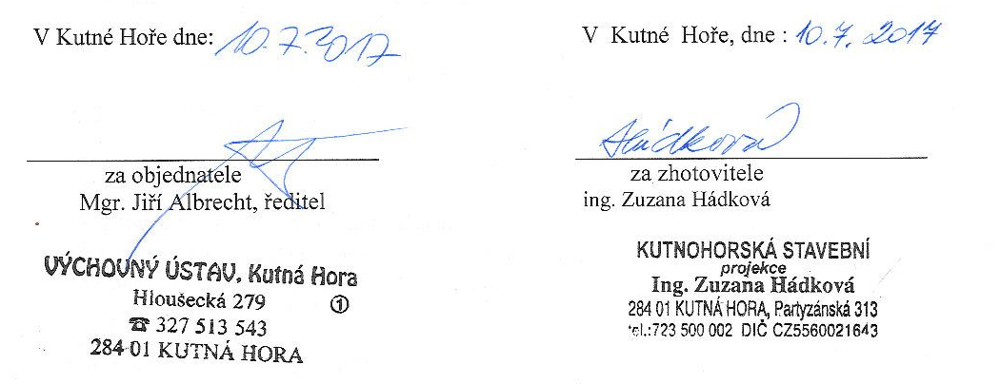 V Kutné Hoře dne: 10.7.2017
za objednatele
Mgr. Jiří Albrecht, ředitel
VÝCHOVNÝ ÚSTAV, Kutná Hora
Hloušecká 279 ①
☎ 327 513 543
284 01 KUTNÁ HORA
V Kutné Hoře, dne : 10.7. 2017
Hádková
za zhotovitele
ing. Zuzana Hádková
KUTNOHORSKÁ STAVEBNÍ
projekce
Ing. Zuzana Hádková
284 01 KUTNÁ HORA, Partyzánská 313
tel.:723 500 002 DIČ CZ5560021643